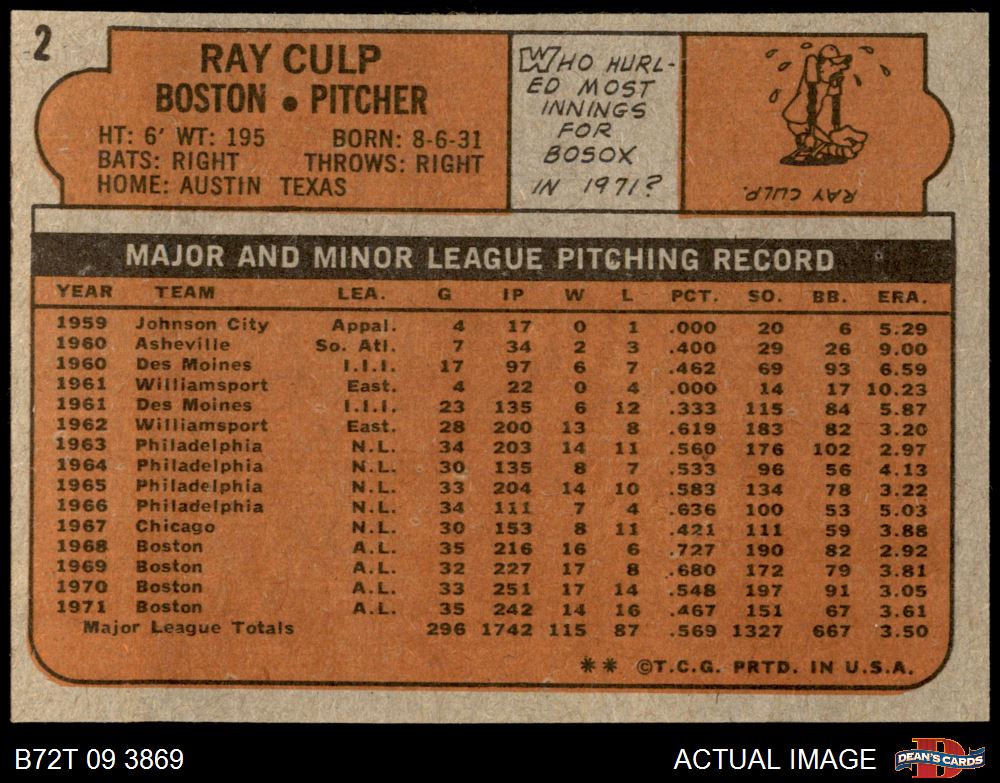 2
RAY CULP
BOSTON • PITCHER
HT: 6' WT: 195 BORN: 8-6-31
BATS: RIGHT THROWS: RIGHT
HOME: AUSTIN TEXAS
WHO HURL-
ED MOST
INNINGS
FOR
BOSOX
IN 1971?
RAY CULP.
MAJOR AND MINOR LEAGUE PITCHING RECORD
YEAR TEAM LEA. G IP W L PCT. SO. BB. ERA.
1959 Johnson City Appal. 4 17 0 1 .000 20 6 5.29
1960 Asheville So. Atl. 7 34 2 3 .400 29 26 9.00
1960 Des Moines I.I.I. 17 97 6 7 .462 69 93 6.59
1961 Williamsport East. 4 22 0 4 .000 14 17 10.23
1961 Des Moines I.I.I. 23 135 6 12 .333 115 84 5.87
1962 Williamsport East. 28 200 13 8 .619 183 82 3.20
1963 Philadelphia N.L. 34 203 14 11 .560 176 102 2.97
1964 Philadelphia N.L. 30 135 8 7 .533 96 56 4.13
1965 Philadelphia N.L. 33 204 14 10 .583 134 78 3.22
1966 Philadelphia N.L. 34 111 7 4 .636 100 53 5.03
1967 Chicago N.L. 30 153 8 11 .421 111 59 3.88
1968 Boston A.L. 35 216 16 6 .727 190 82 2.92
1969 Boston A.L. 32 227 17 8 .680 172 79 3.81
1970 Boston A.L. 33 251 17 14 .548 197 91 3.05
1971 Boston A.L. 35 242 14 16 .467 151 67 3.61
Major League Totals 296 1742 115 87 .569 1327 667 3.50
** ©T.C.G. PRTD. IN U.S.A.
B72T 09 3869 ACTUAL IMAGE
D
DEAN'S CARDS